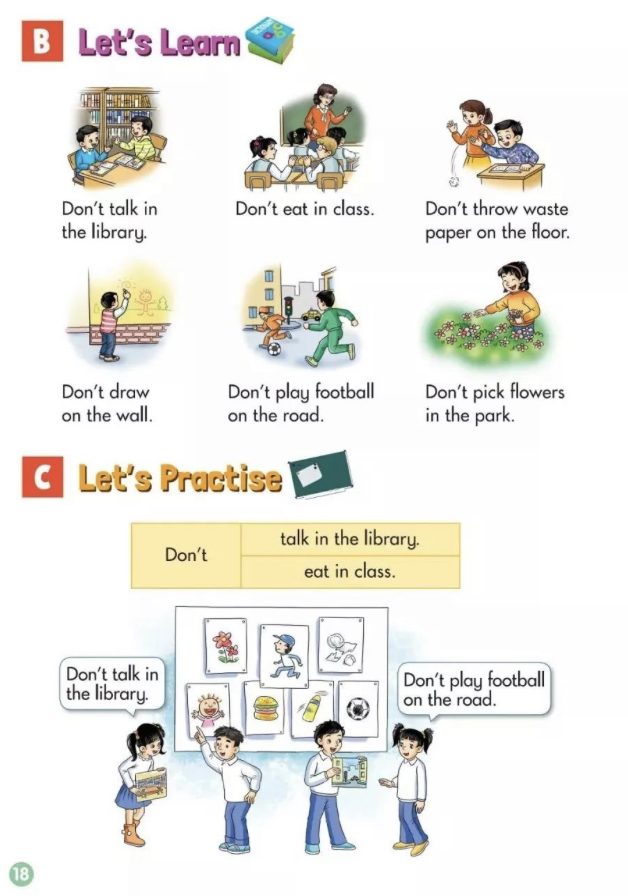 B Let's Learn
Don't talk in
the library.
Don't eat in class.
Don't throw waste
paper on the floor.
Don't draw
on the wall.
Don't play football
on the road.
Don't pick flowers
in the park.
C Let's Practise
Don't
talk in the library.
eat in class.
Don't talk in
the library.
Don't play football
on the road.
18